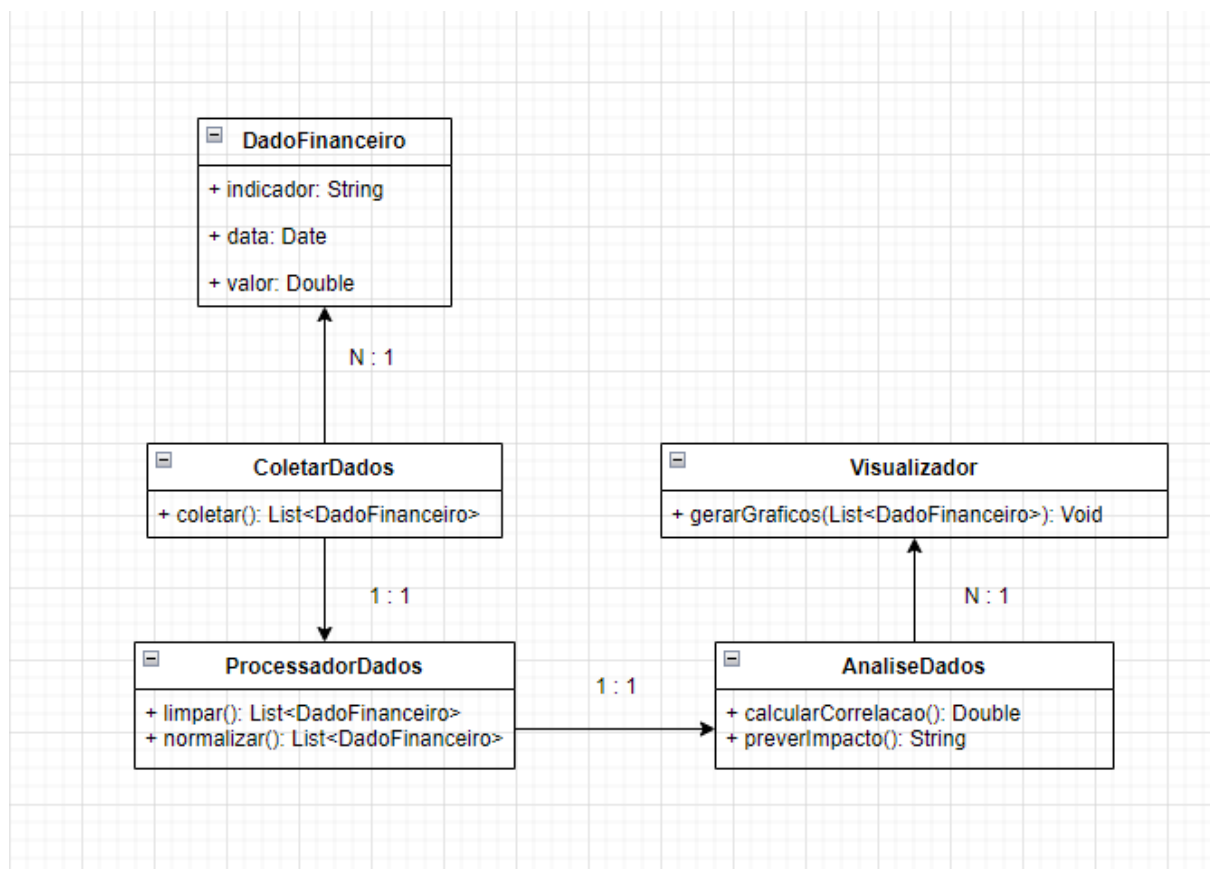 DadoFinanceiro
+ indicador: String
+ data: Date
+ valor: Double
N : 1
ColetarDados
+ coletar(): List<DadoFinanceiro>
Visualizador
+ gerarGraficos(List<DadoFinanceiro>): Void
1 : 1
N : 1
ProcessadorDados
+ limpar(): List<DadoFinanceiro>
+ normalizar(): List<DadoFinanceiro>
1 : 1
AnaliseDados
+ calcularCorrelacao(): Double
+ preverImpacto(): String